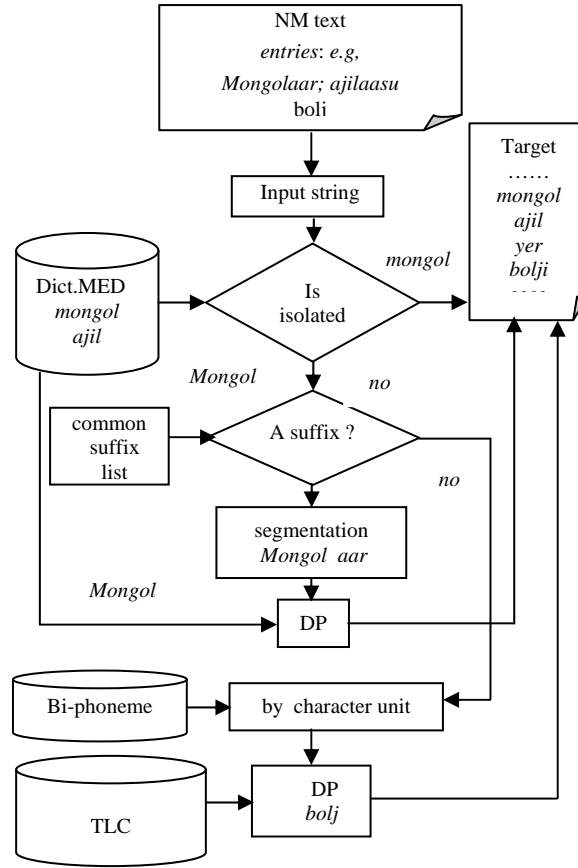 NM text
entries: e.g,
Mongolaar; ajilaasu
boli
Input string
Target
……
mongol
ajil
yer
bolji
----
mongol
Dict.MED
mongol
ajil
Is
isolated
Mongol
no
common
suffix
list
A suffix ?
no
segmentation
Mongol aar
Mongol
DP
Bi-phoneme
by character unit
TLC
DP
bolj